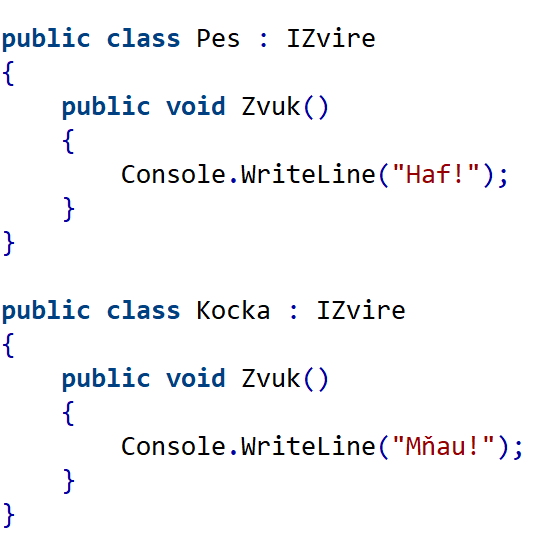 public class Pes : IZvire
{
    public void Zvuk()
    {
        Console.WriteLine("Haf!");
    }
}

public class Kocka : IZvire
{
    public void Zvuk()
    {
        Console.WriteLine("Mňau!");
    }
}